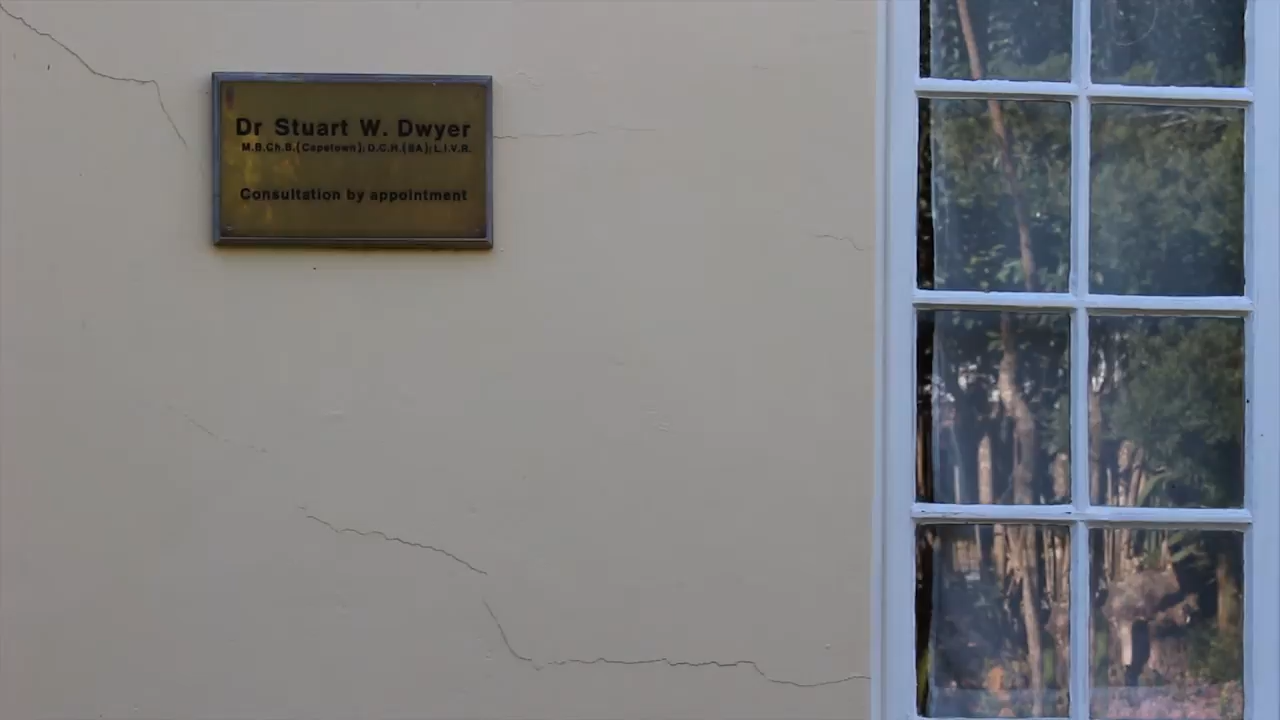 Dr Stuart W. Dwyer
M.B.Ch.B.(Capetown); D.C.H.(SA); L.I.V.R.
Consultation by appointment